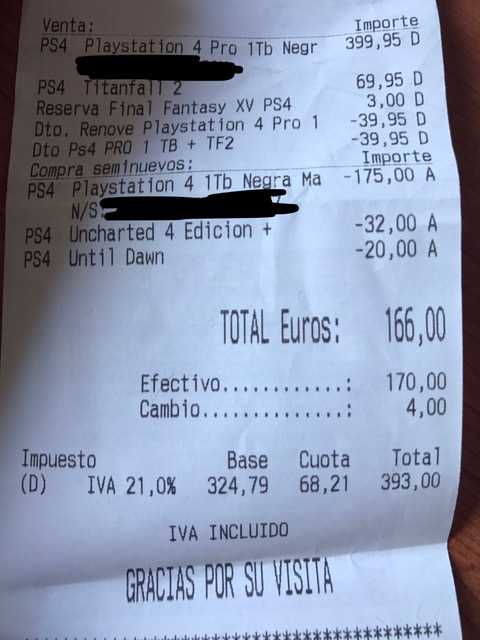 Venta: Importe
PS4 Playstation 4 Pro 1Tb Negr 399,95 D
PS4 Titanfall 2 69,95 D
Reserva Final Fantasy XV PS4 3,00 D
Dto. Renove Playstation 4 Pro 1 -39,95 D
Dto Ps4 PRO 1 TB + TF2 -39,95 D
Compra seminuevos: Importe
PS4 Playstation 4 1Tb Negra Ma -175,00 A
N/S:
PS4 Uncharted 4 Edicion + -32,00 A
PS4 Until Dawn -20,00 A
TOTAL Euros: 166,00
Efectivo............: 170,00
Cambio..............: 4,00
Impuesto Base Cuota Total
(D) IVA 21,0% 324,79 68,21 393,00
IVA INCLUIDO
GRACIAS POR SU VISITA
****************************************